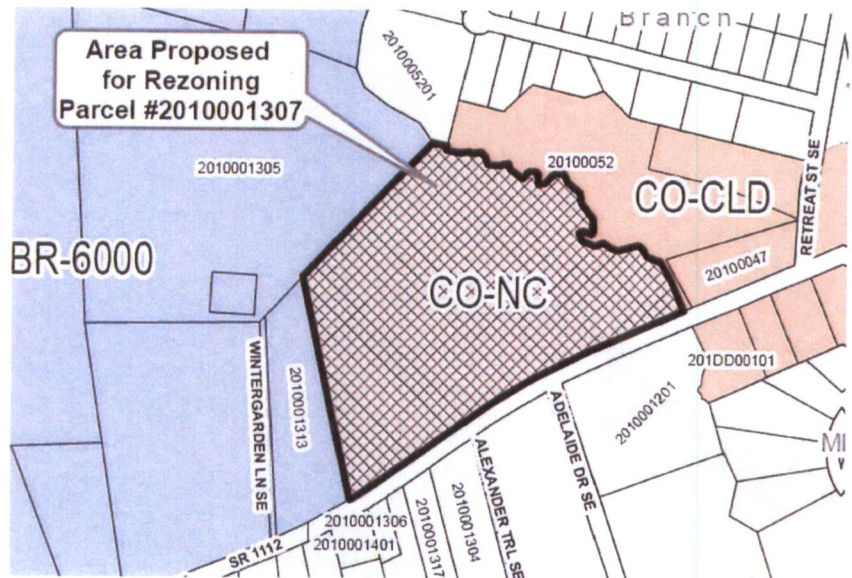 Branch
Area Proposed
for Rezoning
Parcel #2010001307
2010005201
2010001305
20100052
CO-CLD
RETREAT ST SE
BR-6000
CO-NC
20100047
201DD00101
WINTERGARDEN LN SE
2010001313
2010001201
ADELAIDE DR SE
ALEXANDER TRL SE
2010001306
2010001401
2010001317
2010001304
SR 1112